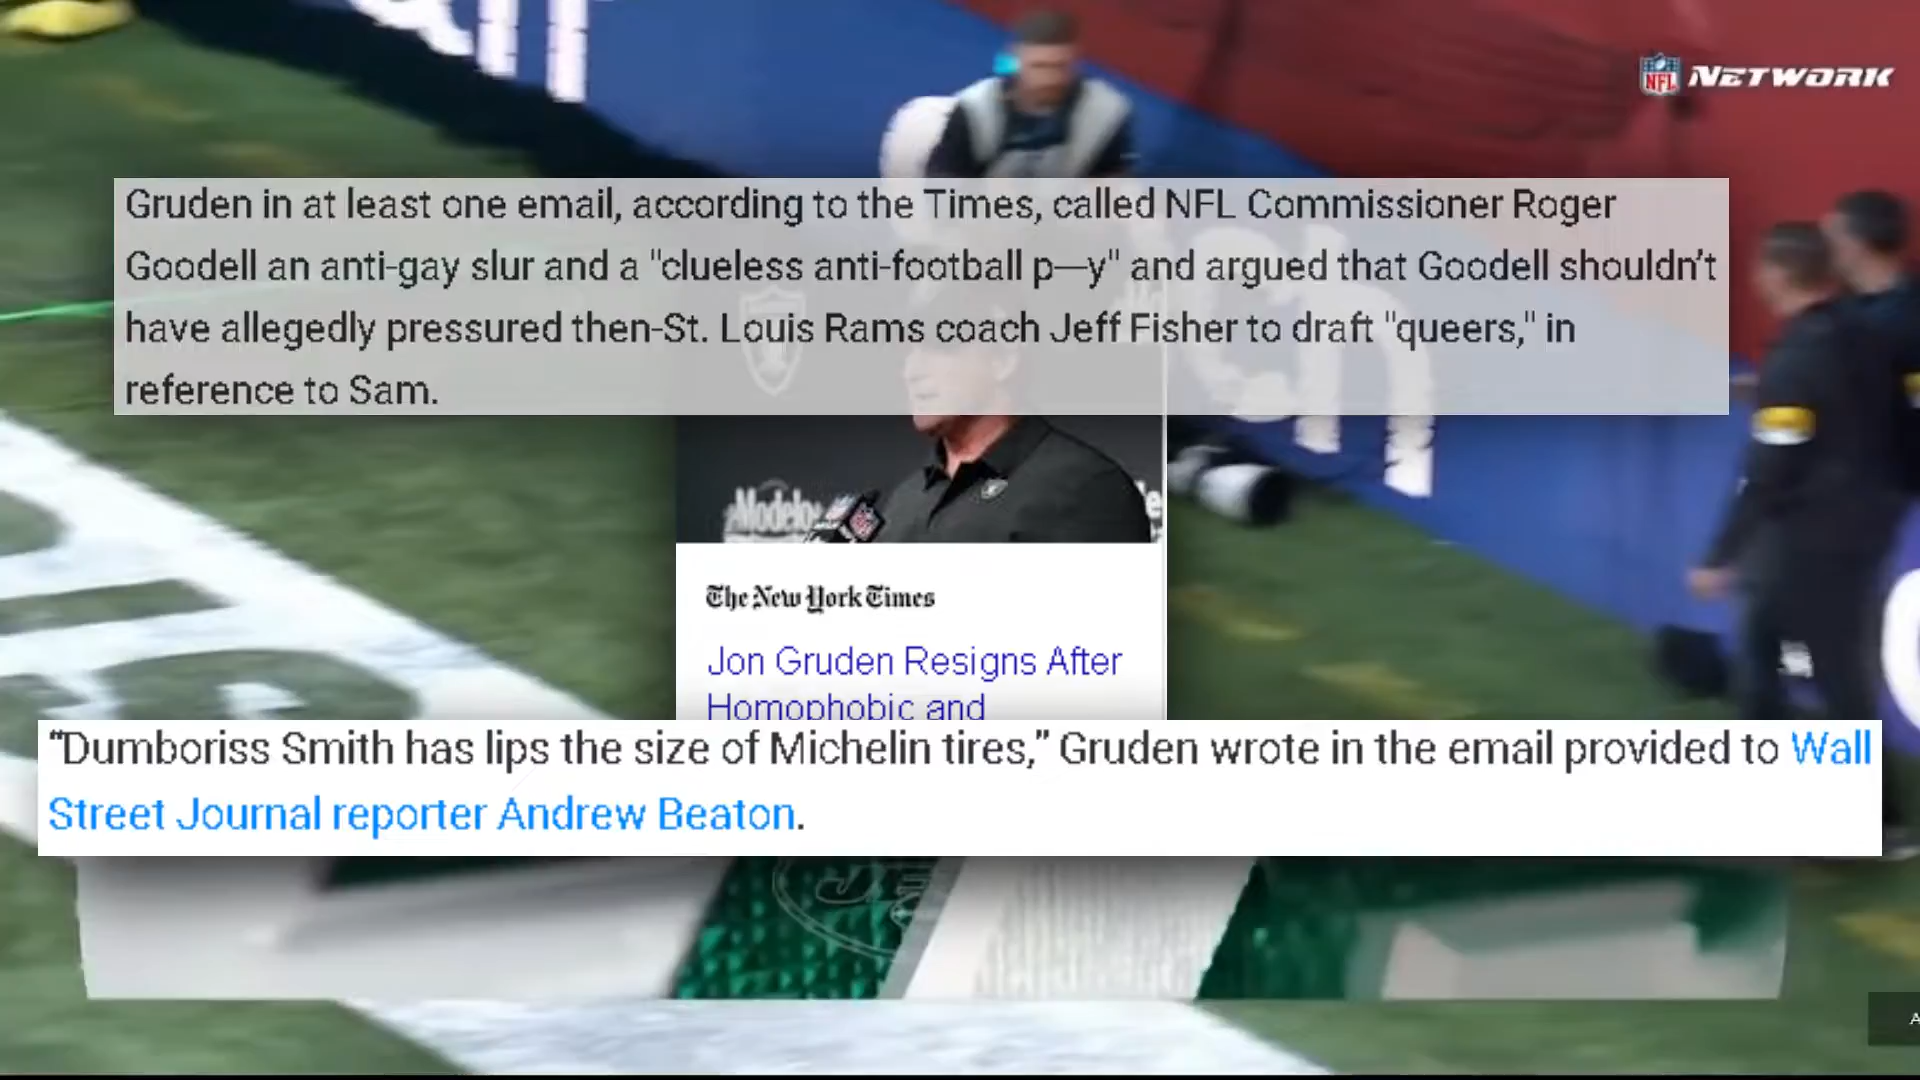 NFL NETWORK
Gruden in at least one email, according to the Times, called NFL Commissioner Roger
Goodell an anti-gay slur and a "clueless anti-football p—y" and argued that Goodell shouldn't
have allegedly pressured then-St. Louis Rams coach Jeff Fisher to draft "queers," in
reference to Sam.
Modelo
The New York Times
Jon Gruden Resigns After
Homophobic and
“Dumboriss Smith has lips the size of Michelin tires,” Gruden wrote in the email provided to Wall
Street Journal reporter Andrew Beaton.